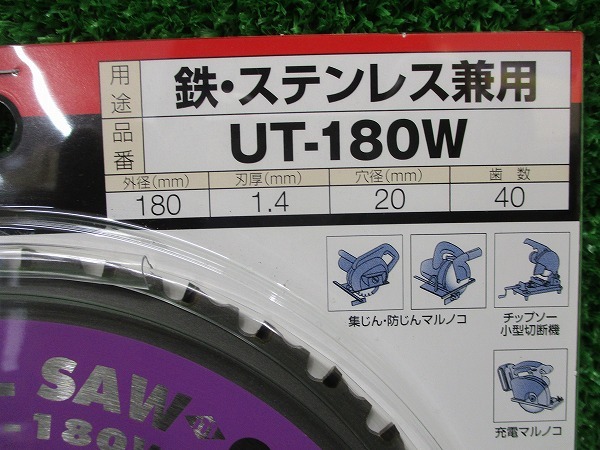 用途
鉄・ステンレス兼用
品番
UT-180W
外径(mm)
刃厚(mm)
穴径(mm)
歯数
180
1.4
20
40
集じん・防じんマルノコ
チップソー
小型切断機
充電マルノコ
SAW
-180W